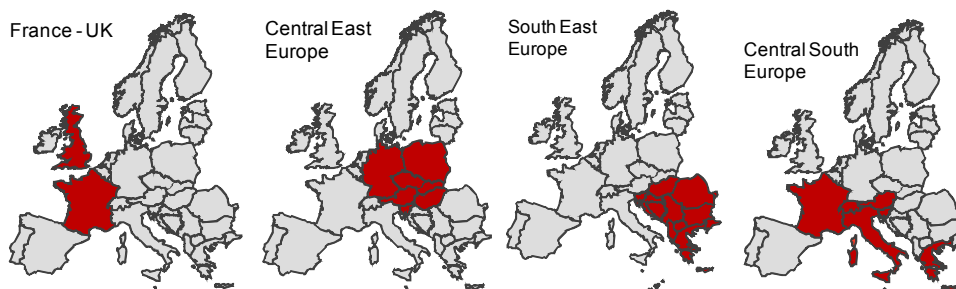 France - UK
Central East
Europe
South East
Europe
Central South
Europe